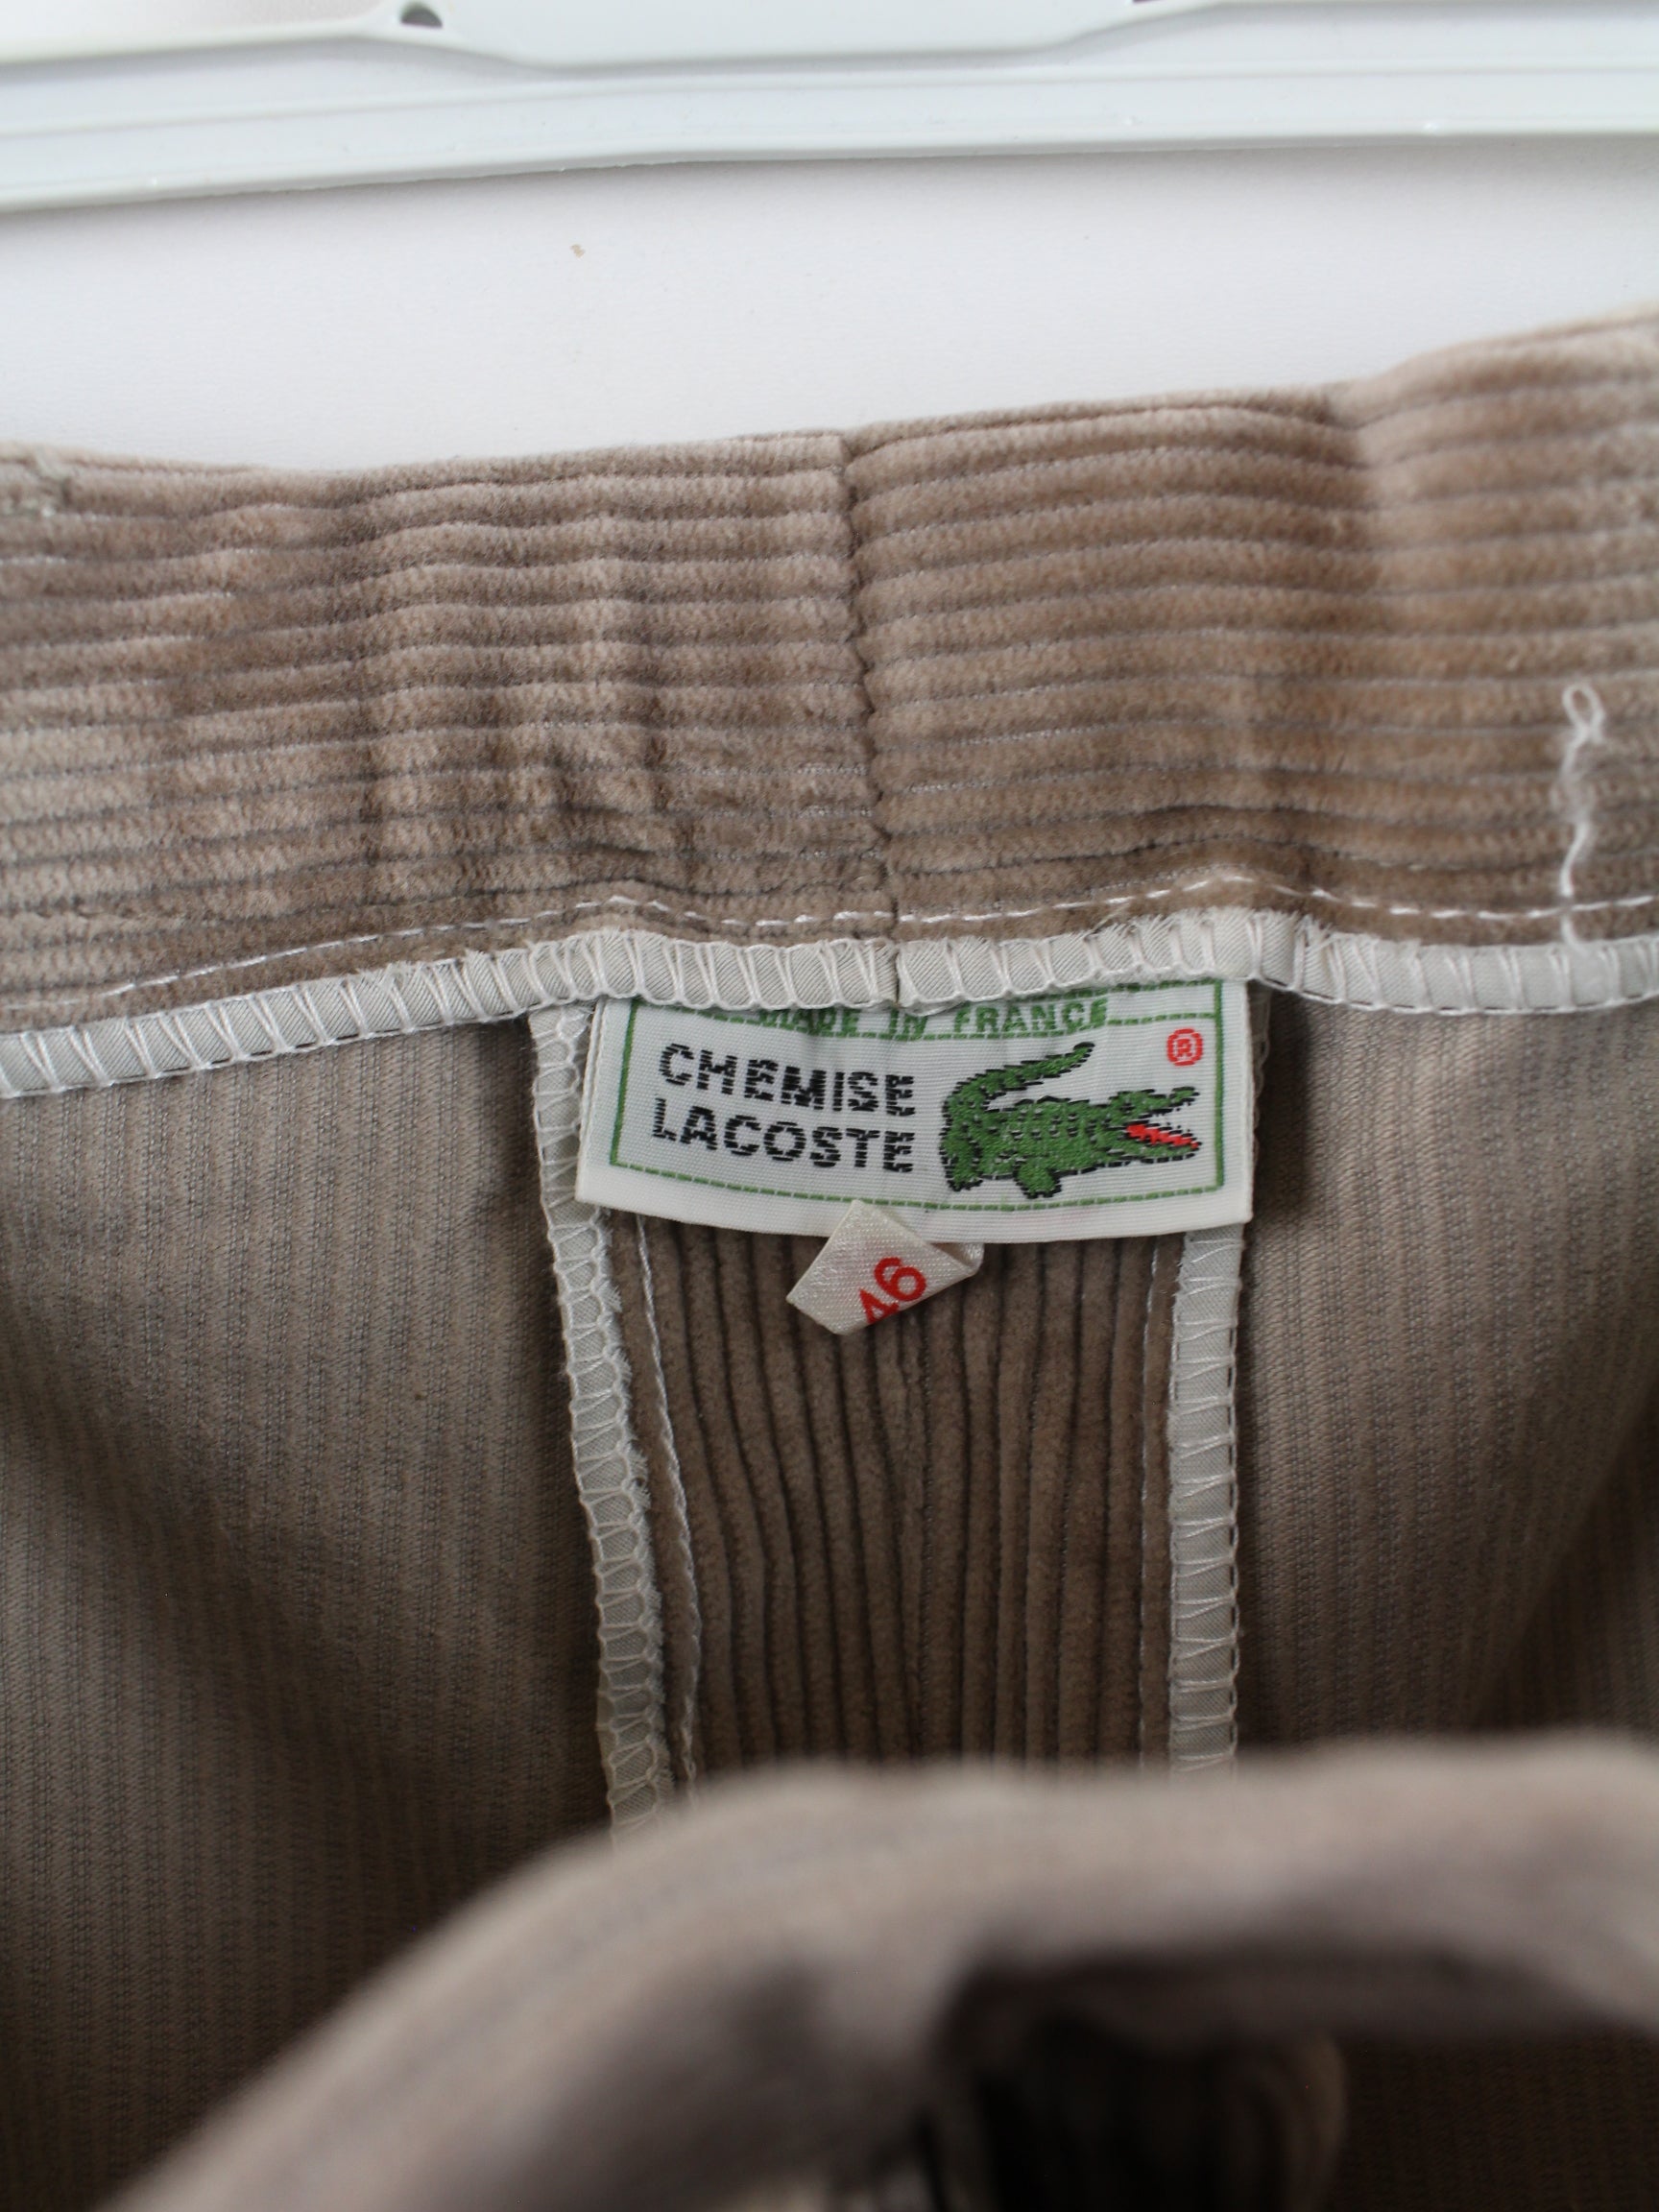 MADE IN FRANCE
CHEMISE
LACOSTE
®
46